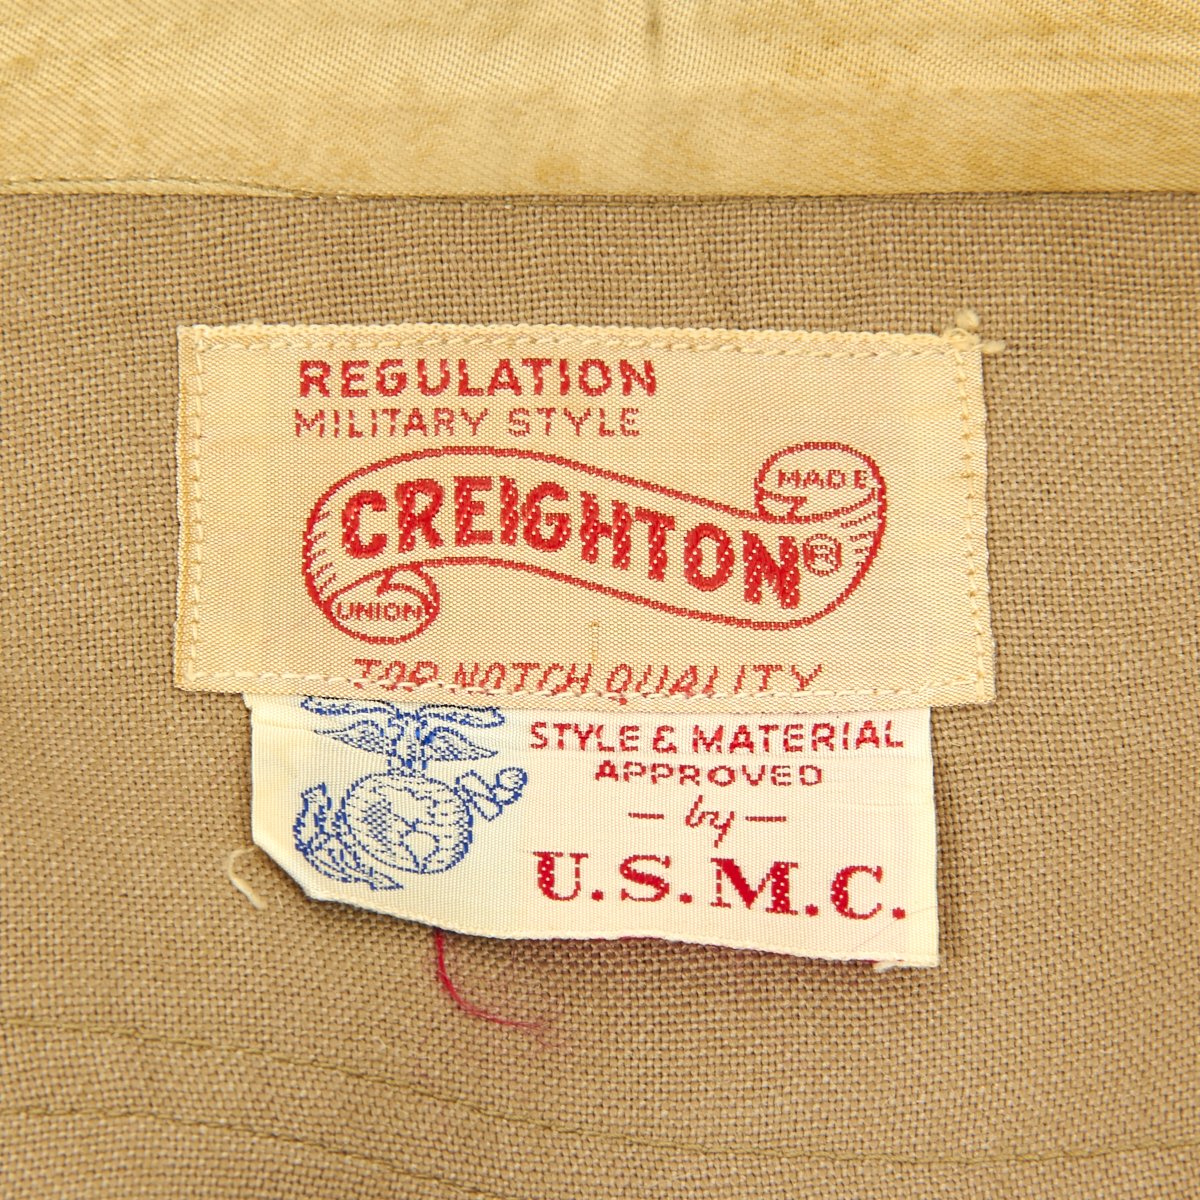 REGULATION
MILITARY STYLE
MADE
CREIGHTON®
UNION
TOP NOTCH QUALITY
STYLE & MATERIAL
APPROVED
- by -
U.S.M.C.